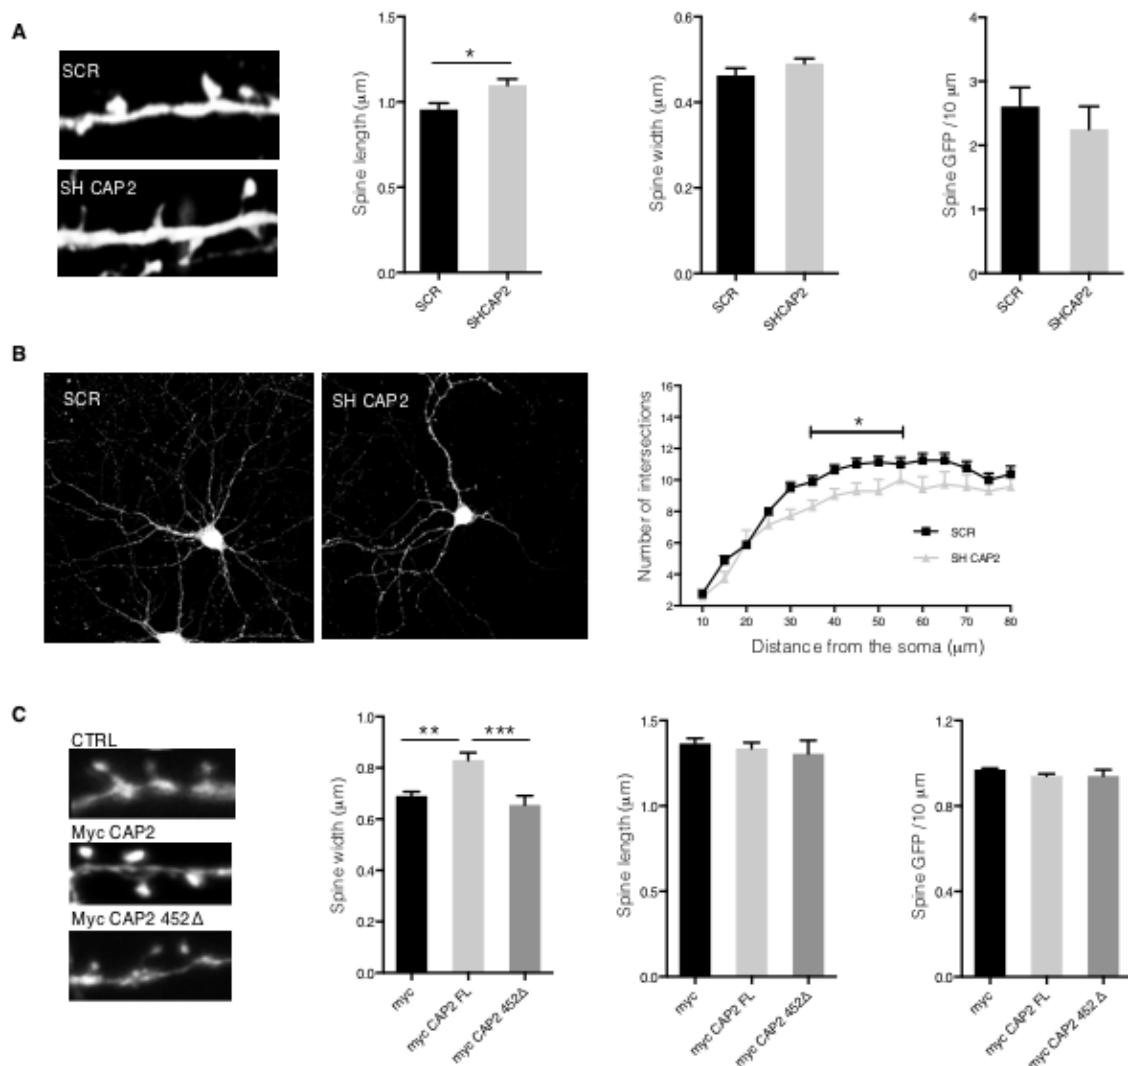 A
SCR
SH CAP2
Spine length (μm)
1.5
1.0
0.5
0.0
*
SCR
SHCAP2
Spine width (μm)
0.6
0.4
0.2
0.0
SCR
SHCAP2
Spine GFP /10 μm
4
3
2
1
0
SCR
SHCAP2
B
SCR
SH CAP2
Number of intersections
16
14
12
10
8
6
4
2
*
SCR
SH CAP2
10 20 30 40 50 60 70 80
Distance from the soma (μm)
C
CTRL
Myc CAP2
Myc CAP2 452Δ
Spine width (μm)
1.0
0.8
0.6
0.4
0.2
0.0
** ***
myc
myc CAP2 FL
myc CAP2 452Δ
Spine length (μm)
1.5
1.0
0.5
0.0
myc
myc CAP2 FL
myc CAP2 452Δ
Spine GFP /10 μm
1.2
0.8
0.4
0.0
myc
myc CAP2 FL
myc CAP2 452 Δ